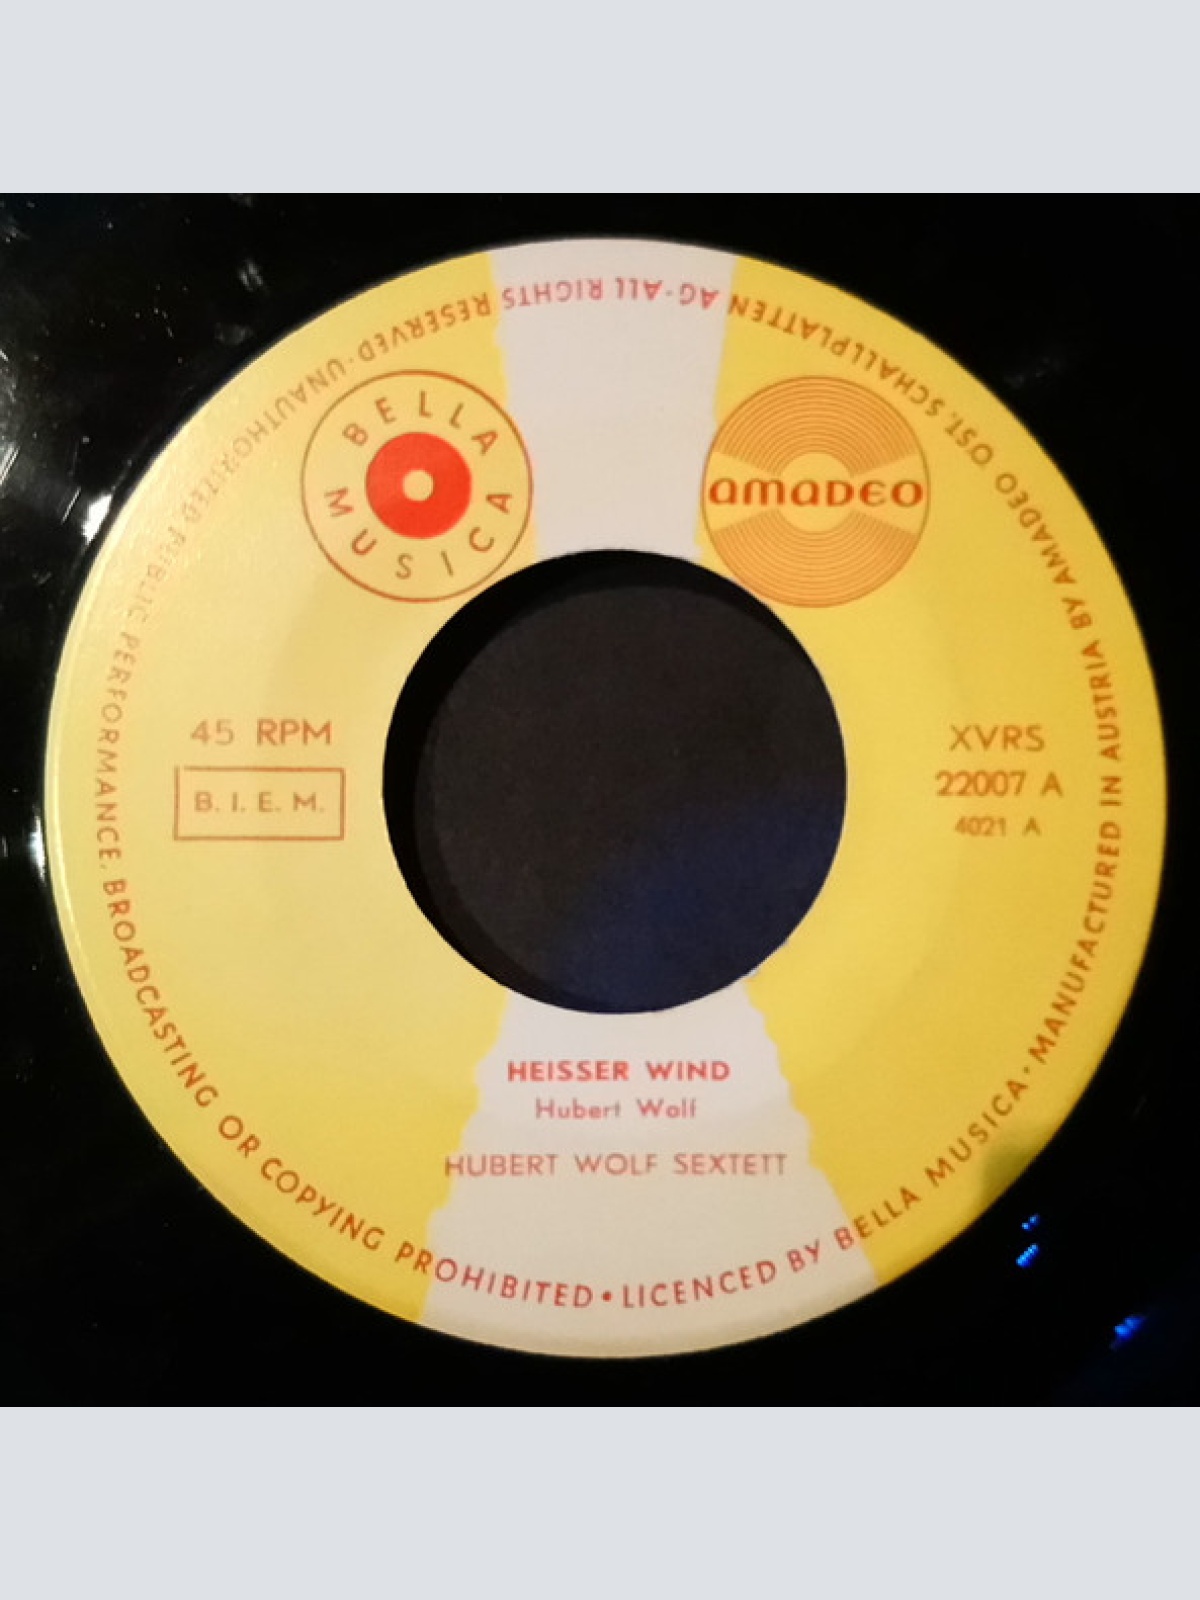 BELLA MUSICA
amadeo
45 RPM
B. I. E. M.
XVRS
22007 A
4021 A
HEISSER WIND
Hubert Wolf
HUBERT WOLF SEXTETT
LICENCED BY BELLA MUSICA · MANUFACTURED IN AUSTRIA BY AMADEO OST. SCHALLPLATTEN AG · ALL RIGHTS RESERVED · UNAUTHORITED PUBLIC PERFORMANCE, BROADCASTING OR COPYING PROHIBITED •